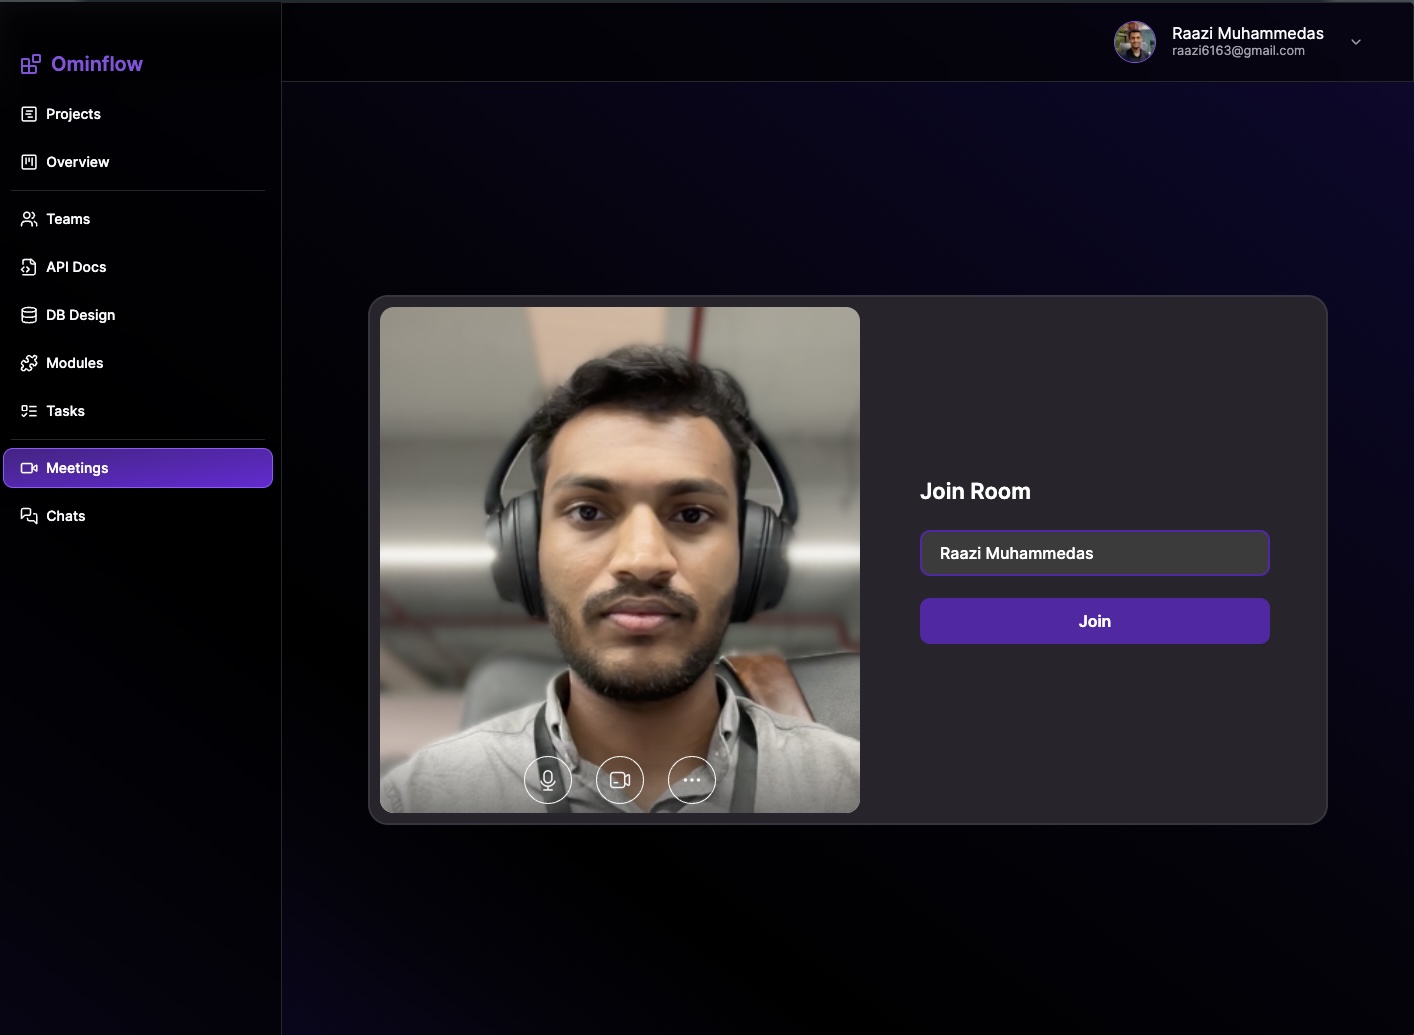 Ominflow
Projects
Overview
Teams
API Docs
DB Design
Modules
Tasks
Meetings
Chats
Raazi Muhammedas
raazi6163@gmail.com
Join Room
Raazi Muhammedas
Join